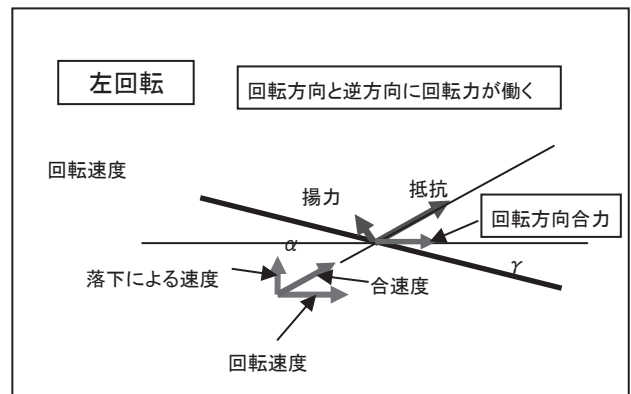 左回転
回転方向と逆方向に回転力が働く
回転速度
揚力
抵抗
回転方向合力
α
γ
落下による速度
合速度
回転速度